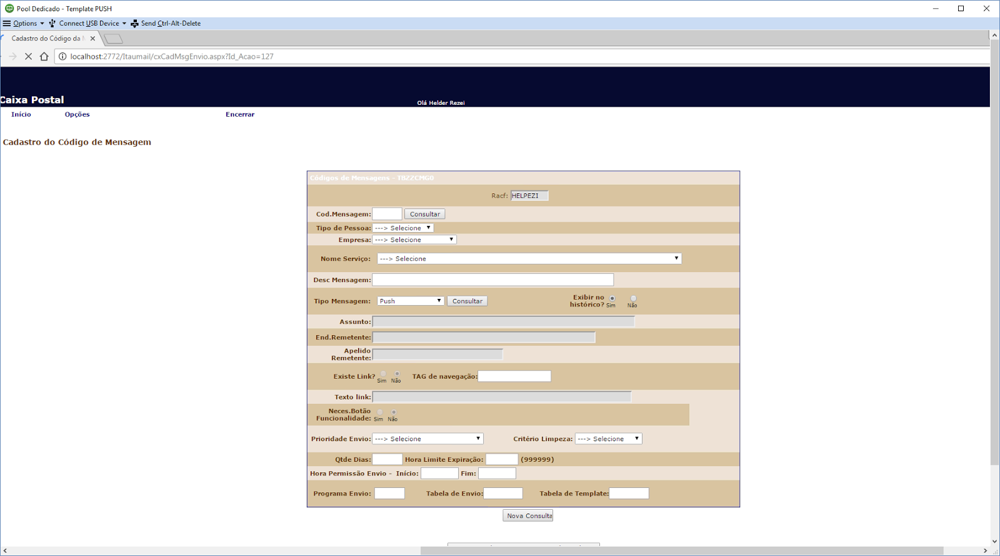 Pool Dedicado - Template PUSH
Options Connect USB Device Send Ctrl-Alt-Delete
Cadastro do Código da
localhost:2772/Itaumail/cxCadMsgEnvio.aspx?Id_Acao=127
Caixa Postal
Olá Helder Rezei
Início Opções Encerrar
Cadastro do Código de Mensagem
Códigos de Mensagens - TBZZCMG0
Racf: HELPEZI
Cod.Mensagem: Consultar
Tipo de Pessoa: ---> Selecione
Empresa: ---> Selecione
Nome Serviço: ---> Selecione
Desc Mensagem:
Tipo Mensagem: Push Consultar Exibir no
histórico? Sim Não
Assunto:
End.Remetente:
Apelido
Remetente:
Existe Link? Sim Não TAG de navegação:
Texto link:
Neces.Botão
Funcionalidade: Sim Não
Prioridade Envio: ---> Selecione Critério Limpeza: ---> Selecione
Qtde Dias: Hora Limite Expiração: (999999)
Hora Permissão Envio - Início: Fim:
Programa Envio: Tabela de Envio: Tabela de Template:
Nova Consulta